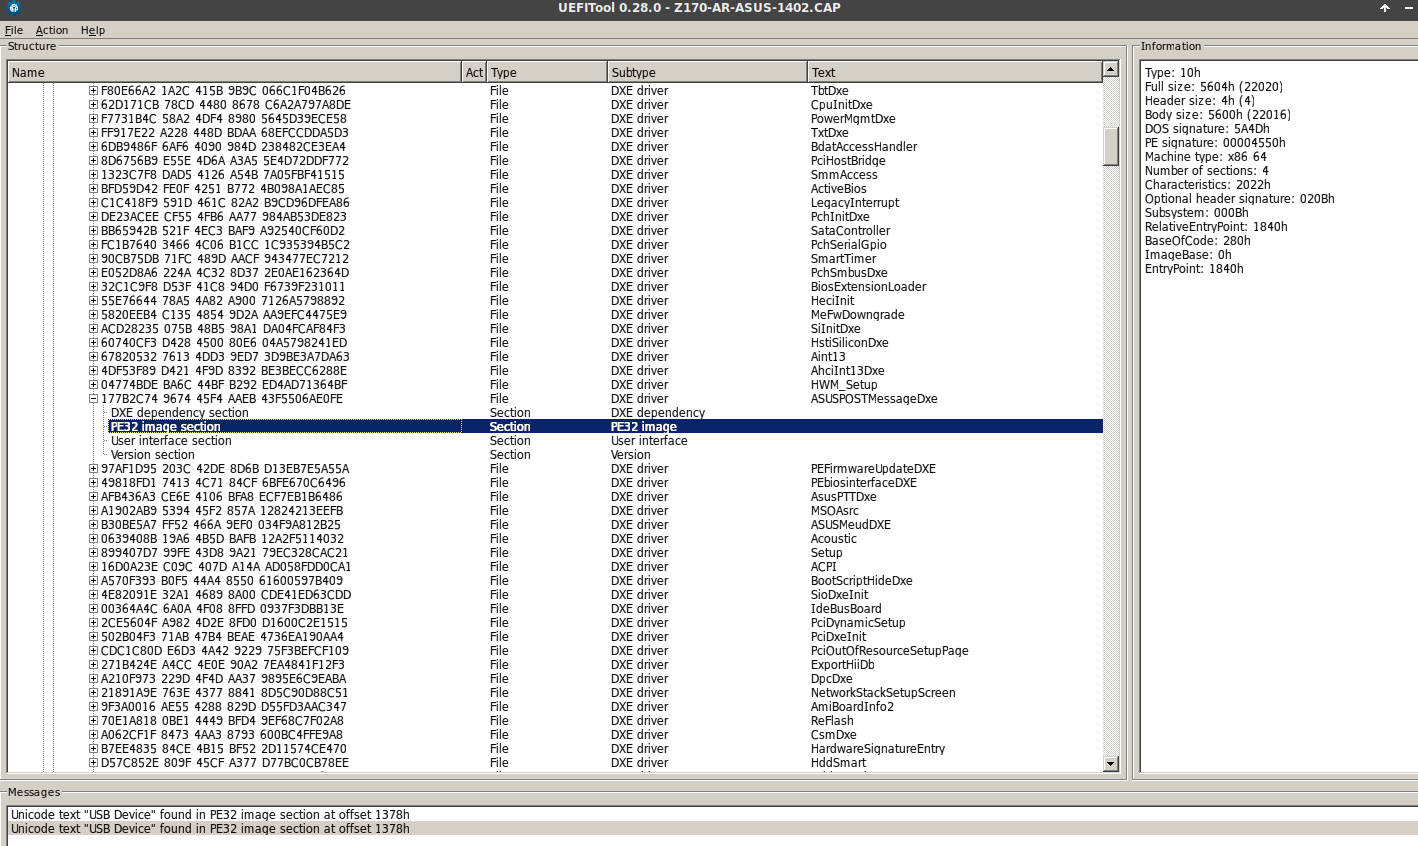 UEFITool 0.28.0 - Z170-AR-ASUS-1402.CAP
File Action Help
Structure
Name Act Type Subtype Text
F80E66A2 1A2C 415B 9B9C 066C1F04B626 File DXE driver TbtDxe
62D171CB 78CD 4480 8678 C6A2A797A8DE File DXE driver CpuInitDxe
F7731B4C 58A2 4DF4 8980 5645D39ECE58 File DXE driver PowerMgmtDxe
FF917E22 A228 448D BDAA 68EFCCDDA5D3 File DXE driver TxtDxe
6DB9486F 6AF6 4090 984D 238482CE3EA4 File DXE driver BdatAccessHandler
8D6756B9 E55E 4D6A A3A5 5E4D72DDF772 File DXE driver PciHostBridge
1323C7F8 DAD5 4126 A54B 7A05FBF41515 File DXE driver SmmAccess
BFD59D42 FE0F 4251 B772 4B098A1AEC85 File DXE driver ActiveBios
C1C418F9 591D 461C 82A2 B9CD96DFEA86 File DXE driver LegacyInterrupt
DE23ACEE CF55 4FB6 AA77 984AB53DE823 File DXE driver PchInitDxe
BB65942B 521F 4EC3 BAF9 A92540CF60D2 File DXE driver SataController
FC1B7640 3466 4C06 B1CC 1C935394B5C2 File DXE driver PchSerialGpio
90CB75DB 71FC 489D AACF 943477EC7212 File DXE driver SmartTimer
E052D8A6 224A 4C32 8D37 2E0AE162364D File DXE driver PchSmbusDxe
32C1C9F8 D53F 41C8 94D0 F6739F231011 File DXE driver BiosExtensionLoader
55E76644 78A5 4A82 A900 7126A5798892 File DXE driver HeciInit
5820EEB4 C135 4854 9D2A AA9EFC4475E9 File DXE driver MeFwDowngrade
ACD28235 075B 48B5 98A1 DA04FCAF84F3 File DXE driver SiInitDxe
60740CF3 D428 4500 80E6 04A5798241ED File DXE driver HstiSiliconDxe
67820532 7613 4DD3 9ED7 3D9BE3A7DA63 File DXE driver Aint13
4DF53F89 D421 4F9D 8392 BE3BECC6288E File DXE driver AhciInt13Dxe
04774BDE BA6C 44BF B292 ED4AD71364BF File DXE driver HWM_Setup
177B2C74 9674 45F4 AAEB 43F5506AE0FE File DXE driver ASUSPOSTMessageDxe
DXE dependency section Section DXE dependency
PE32 image section Section PE32 image
User interface section Section User interface
Version section Section Version
97AF1D95 203C 42DE 8D6B D13EB7E5A55A File DXE driver PEFirmwareUpdateDXE
49818FD1 7413 4C71 84CF 6BFE670C6496 File DXE driver PEbiosinterfaceDXE
AFB436A3 CE6E 4106 BFA8 ECF7EB1B6486 File DXE driver AsusPTTDxe
A1902AB9 5394 45F2 857A 12824213EEFB File DXE driver MSOAsrc
B30BE5A7 FF52 466A 9EF0 034F9A812B25 File DXE driver ASUSMeudDXE
0639408B 19A6 4B5D BAFB 12A2F5114032 File DXE driver Acoustic
899407D7 99FE 43D8 9A21 79EC328CAC21 File DXE driver Setup
16D0A23E C09C 407D A14A AD058FDD0CA1 File DXE driver ACPI
A570F393 B0F5 44A4 8550 61600597B409 File DXE driver BootScriptHideDxe
4E82091E 32A1 4689 8A00 CDE41ED63CDD File DXE driver SioDxeInit
00364A4C 6A0A 4F08 8FFD 0937F3DBB13E File DXE driver IdeBusBoard
2CE5604F A982 4D2E 8FD0 D1600C2E1515 File DXE driver PciDynamicSetup
502B04F3 71AB 47B4 BEAE 4736EA190AA4 File DXE driver PciDxeInit
CDC1C80D E6D3 4A42 9229 75F3BEFCF109 File DXE driver PciOutOfResourceSetupPage
271B424E A4CC 4E0E 90A2 7EA4841F12F3 File DXE driver ExportHiiDb
A210F973 229D 4F4D AA37 9895E6C9EABA File DXE driver DpcDxe
21891A9E 763E 4377 8841 8D5C90D88C51 File DXE driver NetworkStackSetupScreen
9F3A0016 AE55 4288 829D D55FD3AAC347 File DXE driver AmiBoardInfo2
70E1A818 0BE1 4449 BFD4 9EF68C7F02A8 File DXE driver ReFlash
A062CF1F 8473 4AA3 8793 600BC4FFE9A8 File DXE driver CsmDxe
B7EE4835 84CE 4B15 BF52 2D11574CE470 File DXE driver HardwareSignatureEntry
D57C852E 809F 45CF A377 D77BC0CB78EE File DXE driver HddSmart
Information
Type: 10h
Full size: 5604h (22020)
Header size: 4h (4)
Body size: 5600h (22016)
DOS signature: 5A4Dh
PE signature: 00004550h
Machine type: x86 64
Number of sections: 4
Characteristics: 2022h
Optional header signature: 020Bh
Subsystem: 000Bh
RelativeEntryPoint: 1840h
BaseOfCode: 280h
ImageBase: 0h
EntryPoint: 1840h
Messages
Unicode text "USB Device" found in PE32 image section at offset 1378h
Unicode text "USB Device" found in PE32 image section at offset 1378h